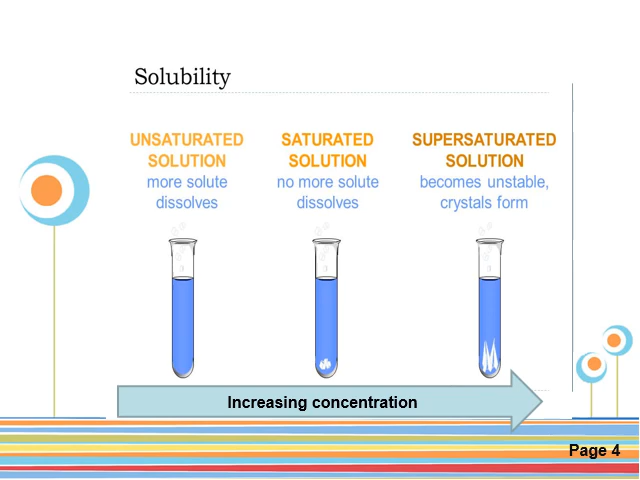 Solubility
UNSATURATED
SOLUTION
more solute
dissolves
SATURATED
SOLUTION
no more solute
dissolves
SUPERSATURATED
SOLUTION
becomes unstable,
crystals form
Increasing concentration
Page 4